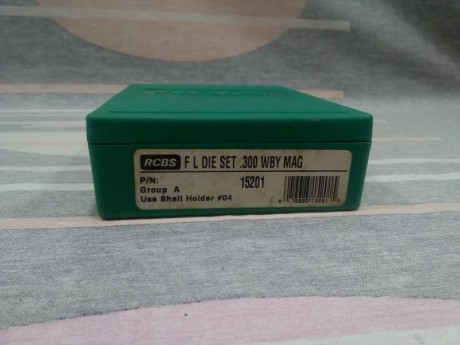 RCBS F L DIE SET .300 WBY MAG
P/N: 15201
Group A
Use Shell Holder #04